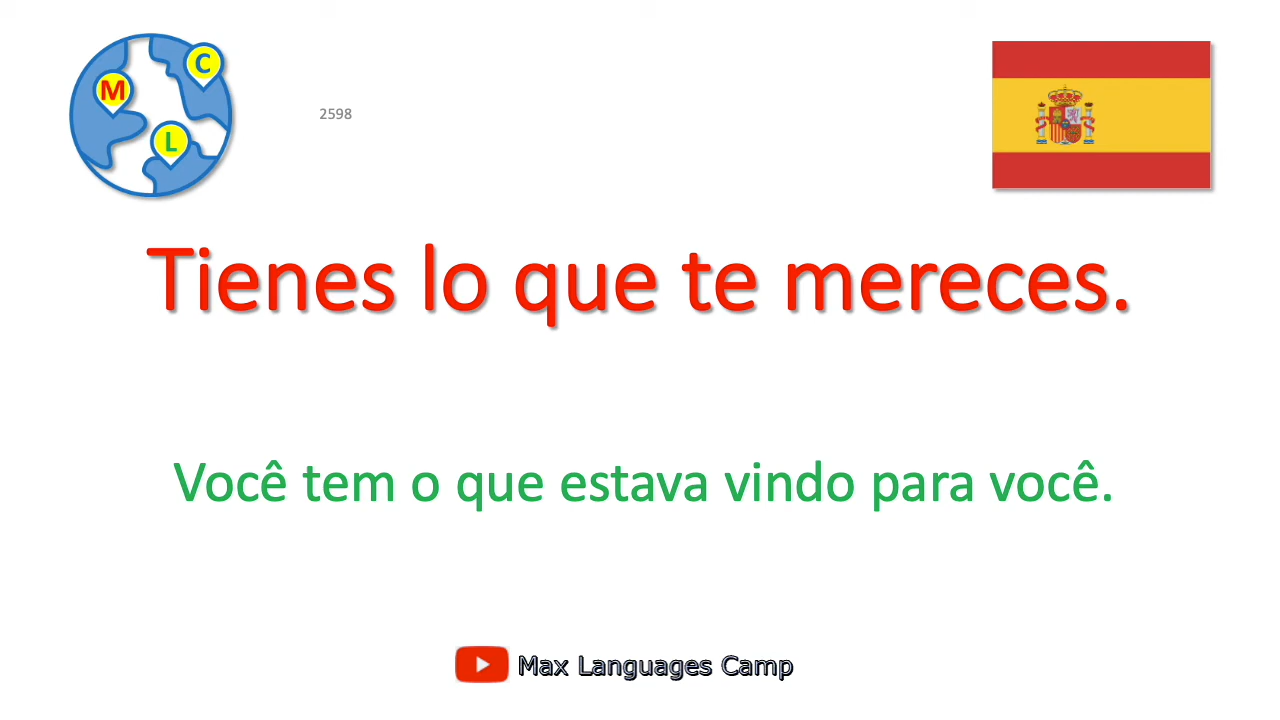 C
M
L
2598
Tienes lo que te mereces.
Você tem o que estava vindo para você.
Max Languages Camp